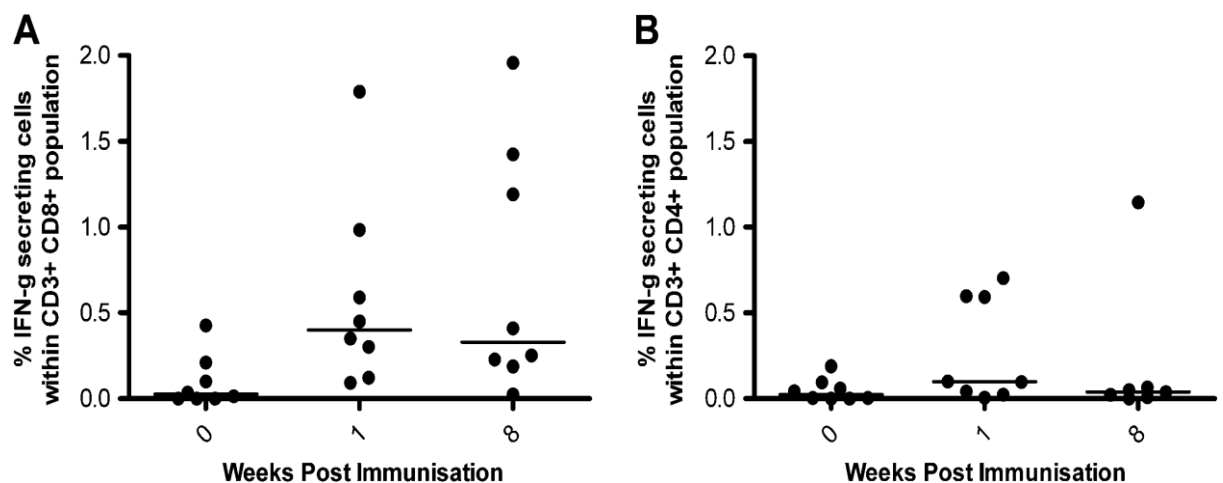 A
% IFN-g secreting cells
within CD3+ CD8+ population
2.0
1.5
1.0
0.5
0.0
0
1
8
Weeks Post Immunisation
B
% IFN-g secreting cells
within CD3+ CD4+ population
2.0
1.5
1.0
0.5
0.0
0
1
8
Weeks Post Immunisation